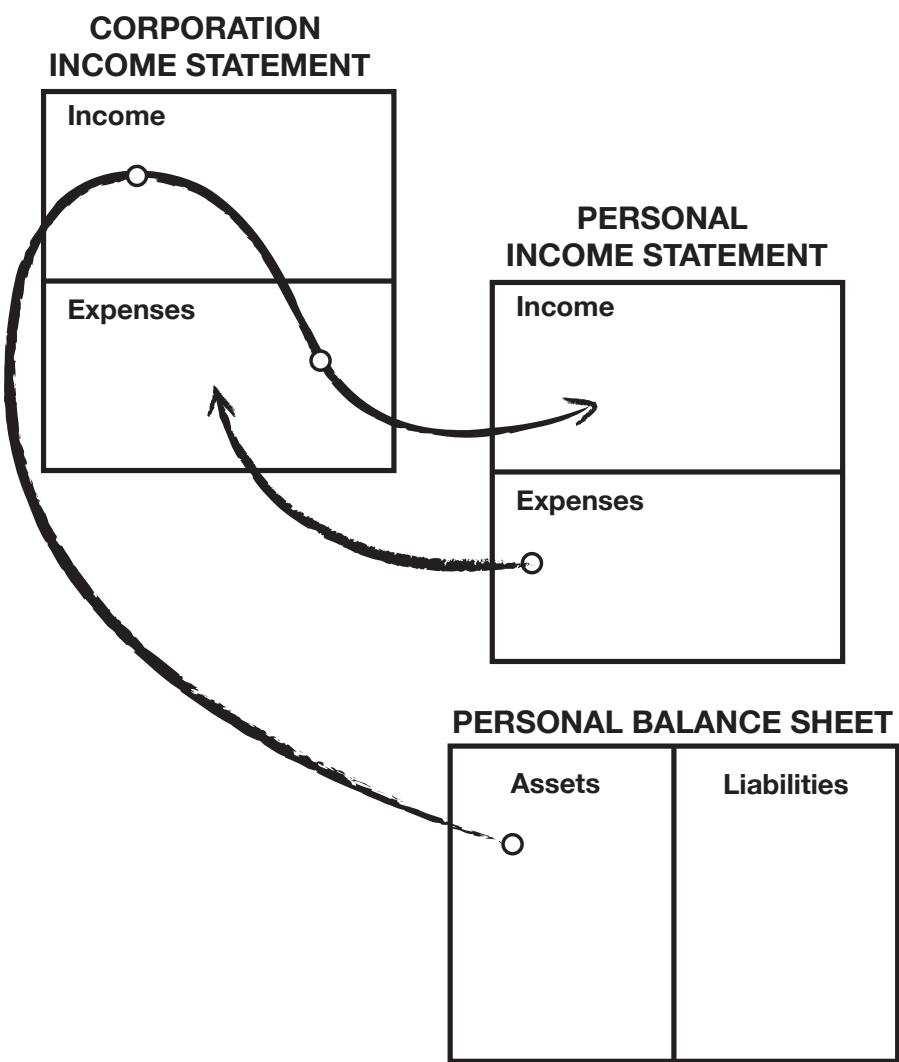 CORPORATION
INCOME STATEMENT
Income
Expenses
PERSONAL
INCOME STATEMENT
Income
Expenses
PERSONAL BALANCE SHEET
Assets
Liabilities